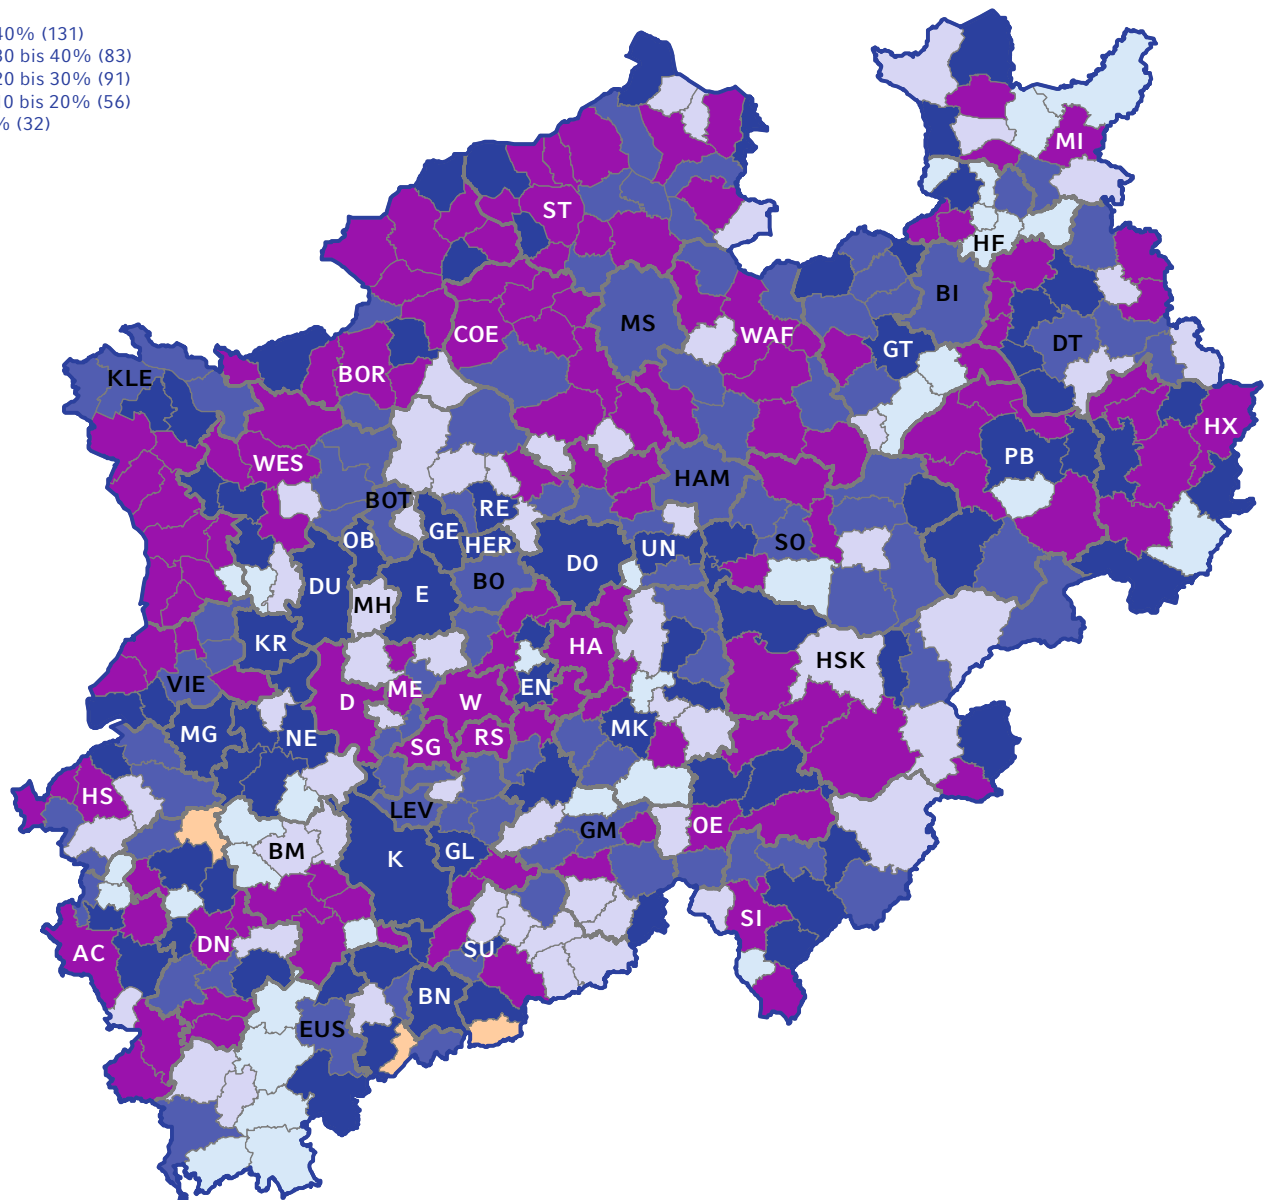 40% (131)
30 bis 40% (83)
20 bis 30% (91)
10 bis 20% (56)
% (32)
MI
ST
HF
BI
MS
COE
WAF
GT
DT
KLE
BOR
HX
WES
PB
HAM
BOT
RE
GE
OB
HER
UN
SO
DO
DU
E
BO
MH
KR
HA
HSK
VIE
ME
EN
D
W
MG
NE
MK
RS
SG
HS
LEV
OE
GM
BM
K
GL
SI
DN
SU
AC
BN
EUS